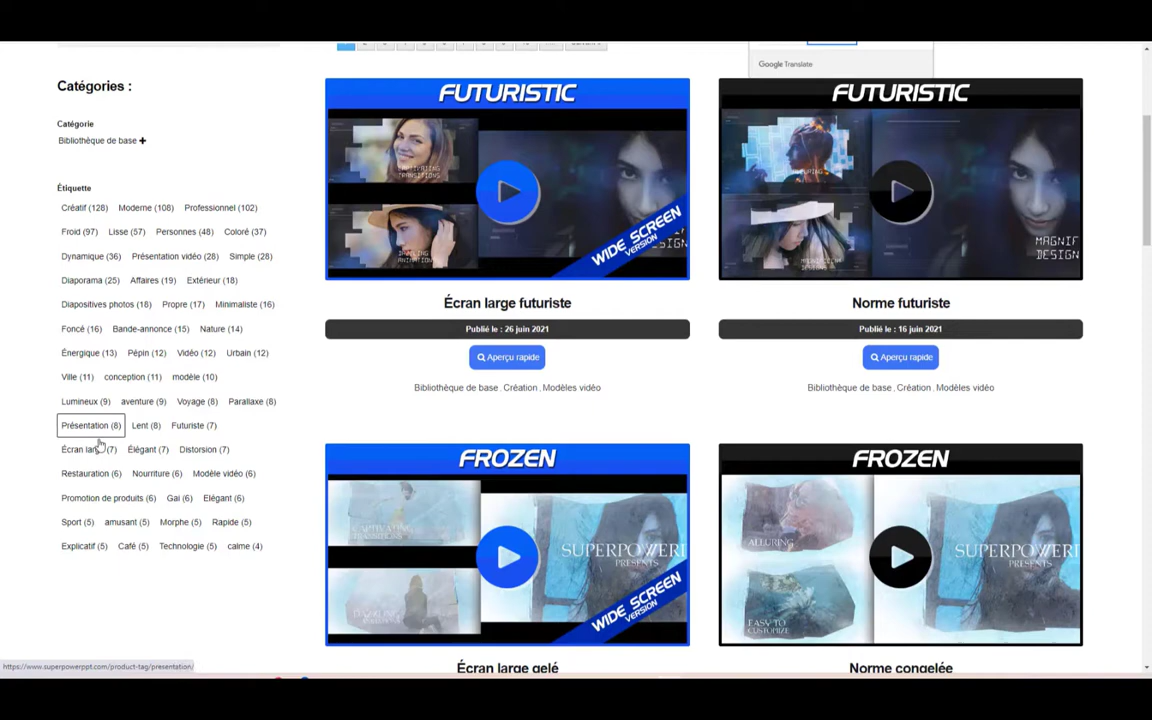 Google Translate
Catégories :
Catégorie
Bibliothèque de base +
Étiquette
Créatif (128) Moderne (108) Professionnel (102)
Froid (97) Lisse (57) Personnes (48) Coloré (37)
Dynamique (36) Présentation vidéo (28) Simple (28)
Diaporama (25) Affaires (19) Extérieur (18)
Diapositives photos (18) Propre (17) Minimaliste (16)
Foncé (16) Bande-annonce (15) Nature (14)
Énergique (13) Pépin (12) Vidéo (12) Urbain (12)
Ville (11) conception (11) modèle (10)
Lumineux (9) aventure (9) Voyage (8) Parallaxe (8)
Présentation (8) Lent (8) Futuriste (7)
Écran (7) Élégant (7) Distorsion (7)
Restauration (6) Nourriture (6) Modèle vidéo (6)
Promotion de produits (6) Gai (6) Elégant (6)
Sport (5) amusant (5) Morphe (5) Rapide (5)
Explicatif (5) Café (5) Technologie (5) calme (4)
FUTURISTIC
CAPTIVATING
TRANSITIONS
WIDE SCREEN
VERSION
Écran large futuriste
Publié le : 26 juin 2021
Aperçu rapide
Bibliothèque de base , Création , Modèles vidéo
FUTURISTIC
MAGNIF
DESIGN
Norme futuriste
Publié le : 16 juin 2021
Aperçu rapide
Bibliothèque de base , Création , Modèles vidéo
FROZEN
CAPTIVATING
TRANSITIONS
SUPERPOWERP
PRESENTS
WIDE SCREEN
VERSION
Écran large gelé
FROZEN
ALLURING
EASY TO
CUSTOMIZE
SUPERPOWERP
PRESENTS
Norme congelée
https://www.superpowerppt.com/product-tag/presentation/